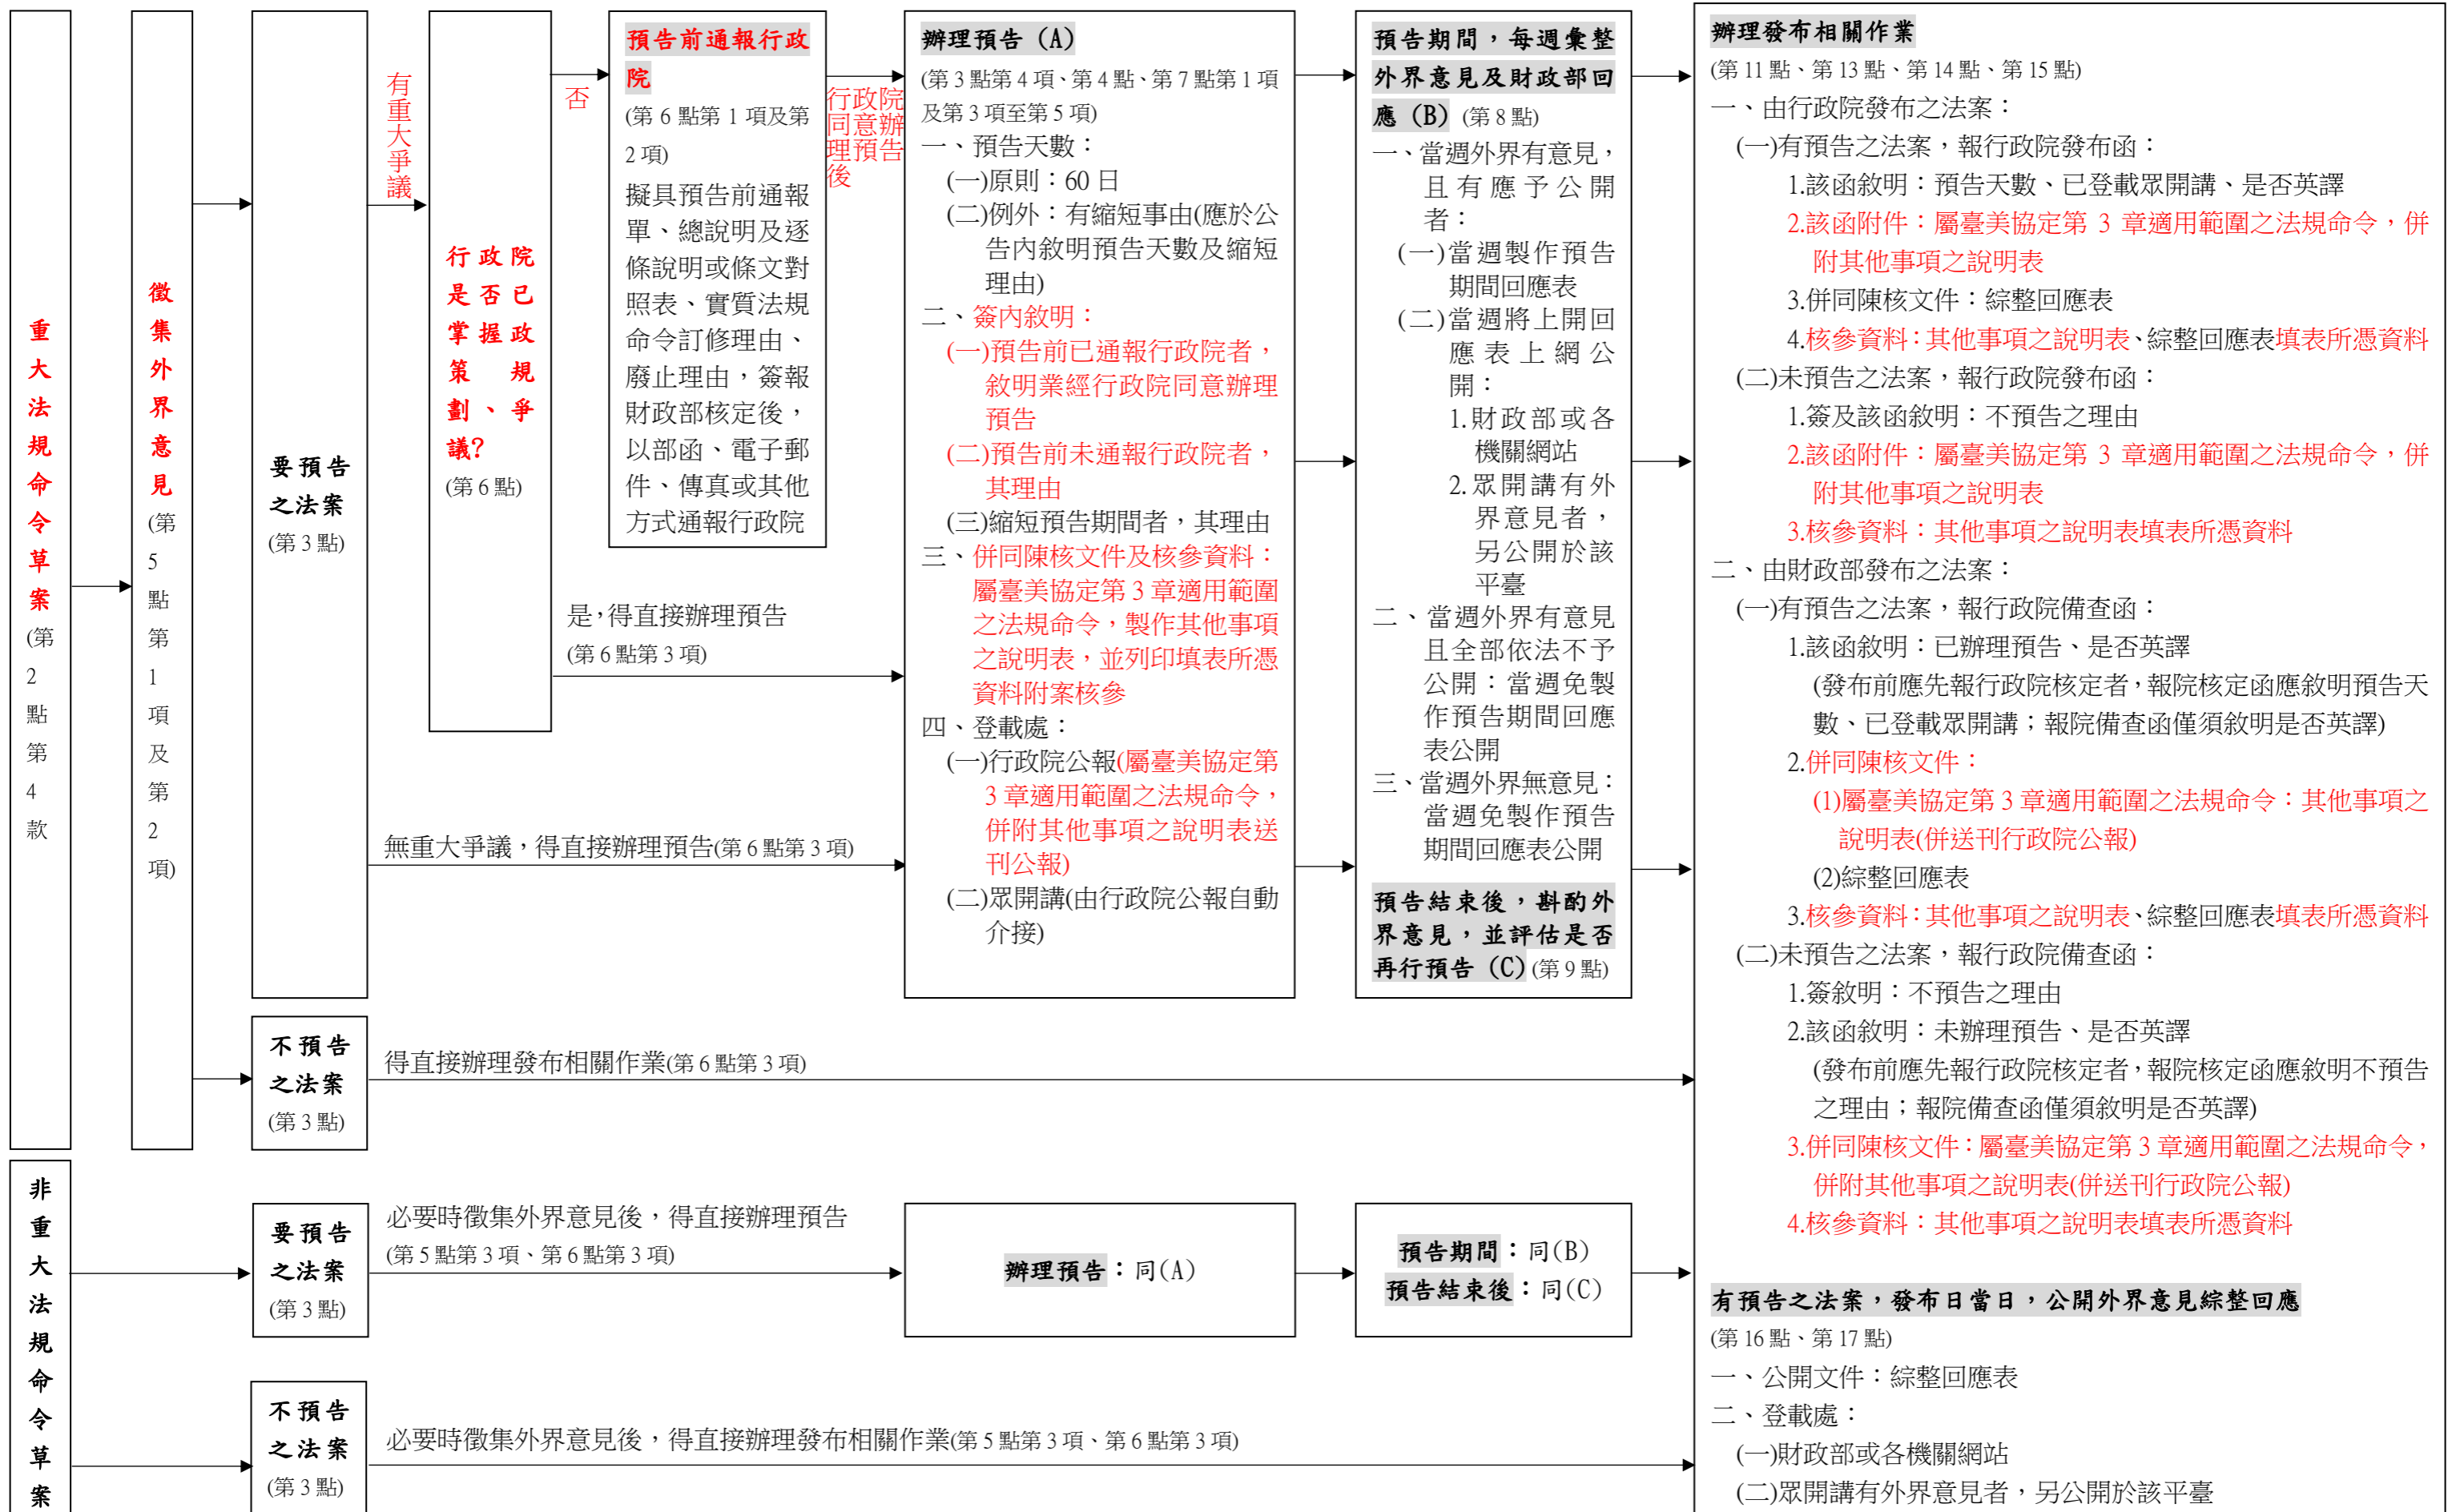 重大法規命令草案
(第2點第4款
徵集外界意見
(第5點第1項及第2項)
要預告
之法案
(第3點)
有重大爭議
行政院
是否已
掌握政
策規
劃、爭
議?
(第6點)
否
預告前通報行政
院
(第6點第1項及第
2項)
擬具預告前通報
單、總說明及逐
條說明或條文對
照表、實質法規
命令訂修理由、
廢止理由，簽報
財政部核定後，
以部函、電子郵
件、傳真或其他
方式通報行政院
行政院
同意辦
理預告
後
是,得直接辦理預告
(第6點第3項)
無重大爭議，得直接辦理預告(第6點第3項)
辦理預告 (A)
(第3點第4項、第4點、第7點第1項
及第3項至第5項)
一、預告天數：
(一)原則：60日
(二)例外：有縮短事由(應於公
告內敘明預告天數及縮短
理由)
二、簽內敘明：
(一)預告前已通報行政院者，
敘明業經行政院同意辦理
預告
(二)預告前未通報行政院者，
其理由
(三)縮短預告期間者，其理由
三、併同陳核文件及核參資料：
屬臺美協定第3章適用範圍
之法規命令，製作其他事項
之說明表，並列印填表所憑
資料附案核參
四、登載處：
(一)行政院公報(屬臺美協定第
3章適用範圍之法規命令，
併附其他事項之說明表送
刊公報)
(二)眾開講(由行政院公報自動
介接)
預告期間，每週彙整
外界意見及財政部回
應 (B) (第8點)
一、當週外界有意見，
且有應予公開
者：
(一)當週製作預告
期間回應表
(二)當週將上開回
應表上網公
開：
1.財政部或各
機關網站
2.眾開講有外
界意見者，
另公開於該
平臺
二、當週外界有意見
且全部依法不予
公開：當週免製
作預告期間回應
表公開
三、當週外界無意見：
當週免製作預告
期間回應表公開
預告結束後，斟酌外
界意見，並評估是否
再行預告 (C) (第9點)
辦理發布相關作業
(第11點、第13點、第14點、第15點)
一、由行政院發布之法案：
(一)有預告之法案，報行政院發布函：
1.該函敘明：預告天數、已登載眾開講、是否英譯
2.該函附件：屬臺美協定第3章適用範圍之法規命令，併
附其他事項之說明表
3.併同陳核文件：綜整回應表
4.核參資料：其他事項之說明表、綜整回應表填表所憑資料
(二)未預告之法案，報行政院發布函：
1.簽及該函敘明：不預告之理由
2.該函附件：屬臺美協定第3章適用範圍之法規命令，併
附其他事項之說明表
3.核參資料：其他事項之說明表填表所憑資料
二、由財政部發布之法案：
(一)有預告之法案，報行政院備查函：
1.該函敘明：已辦理預告、是否英譯
(發布前應先報行政院核定者，報院核定函應敘明預告天
數、已登載眾開講；報院備查函僅須敘明是否英譯)
2.併同陳核文件：
(1)屬臺美協定第3章適用範圍之法規命令：其他事項之
說明表(併送刊行政院公報)
(2)綜整回應表
3.核參資料：其他事項之說明表、綜整回應表填表所憑資料
(二)未預告之法案，報行政院備查函：
1.簽敘明：不預告之理由
2.該函敘明：未辦理預告、是否英譯
(發布前應先報行政院核定者，報院核定函應敘明不預告
之理由；報院備查函僅須敘明是否英譯)
3.併同陳核文件：屬臺美協定第3章適用範圍之法規命令，
併附其他事項之說明表(併送刊行政院公報)
4.核參資料：其他事項之說明表填表所憑資料
有預告之法案，發布日當日，公開外界意見綜整回應
(第16點、第17點)
一、公開文件：綜整回應表
二、登載處：
(一)財政部或各機關網站
(二)眾開講有外界意見者，另公開於該平臺
不預告
之法案
(第3點)
得直接辦理發布相關作業(第6點第3項)
非重大法規命令草案
要預告
之法案
(第3點)
必要時徵集外界意見後，得直接辦理預告
(第5點第3項、第6點第3項)
辦理預告：同(A)
預告期間：同(B)
預告結束後：同(C)
不預告
之法案
(第3點)
必要時徵集外界意見後，得直接辦理發布相關作業(第5點第3項、第6點第3項)